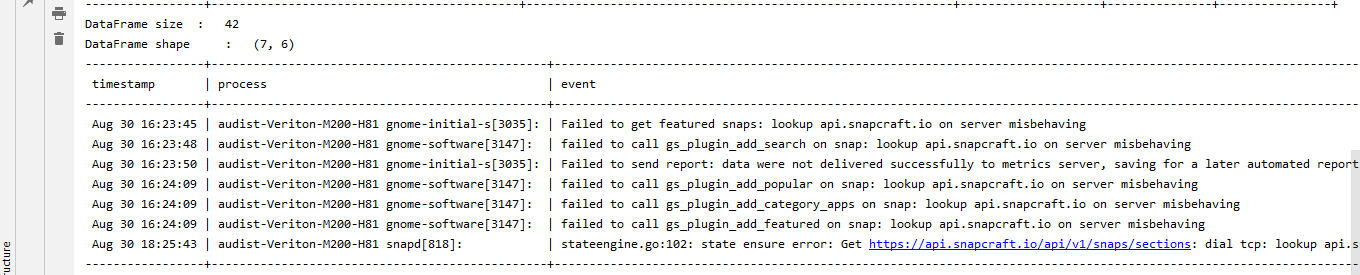 DataFrame size  :   42
DataFrame shape     :   (7, 6)
timestamp | process | event
Aug 30 16:23:45 | audist-Veriton-M200-H81 gnome-initial-s[3035]: | Failed to get featured snaps: lookup api.snapcraft.io on server misbehaving
Aug 30 16:23:48 | audist-Veriton-M200-H81 gnome-software[3147]: | failed to call gs_plugin_add_search on snap: lookup api.snapcraft.io on server misbehaving
Aug 30 16:23:50 | audist-Veriton-M200-H81 gnome-initial-s[3035]: | Failed to send report: data were not delivered successfully to metrics server, saving for a later automated report
Aug 30 16:24:09 | audist-Veriton-M200-H81 gnome-software[3147]: | failed to call gs_plugin_add_popular on snap: lookup api.snapcraft.io on server misbehaving
Aug 30 16:24:09 | audist-Veriton-M200-H81 gnome-software[3147]: | failed to call gs_plugin_add_category_apps on snap: lookup api.snapcraft.io on server misbehaving
Aug 30 16:24:09 | audist-Veriton-M200-H81 gnome-software[3147]: | failed to call gs_plugin_add_featured on snap: lookup api.snapcraft.io on server misbehaving
Aug 30 18:25:43 | audist-Veriton-M200-H81 snapd[818]: | stateengine.go:102: state ensure error: Get https://api.snapcraft.io/api/v1/snaps/sections: dial tcp: lookup api.s
ructure